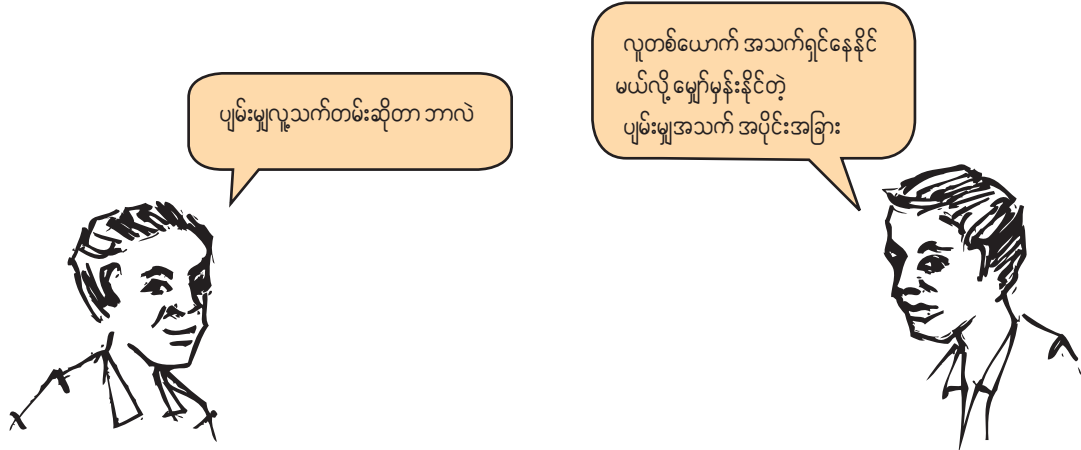 ပျမ်းမျှလူ့သက်တမ်းဆိုတာ ဘာလဲ
လူတစ်ယောက် အသက်ရှင်နေနိုင်
မယ်လို့ မျှော်မှန်းနိုင်တဲ့
ပျမ်းမျှအသက် အပိုင်းအခြား